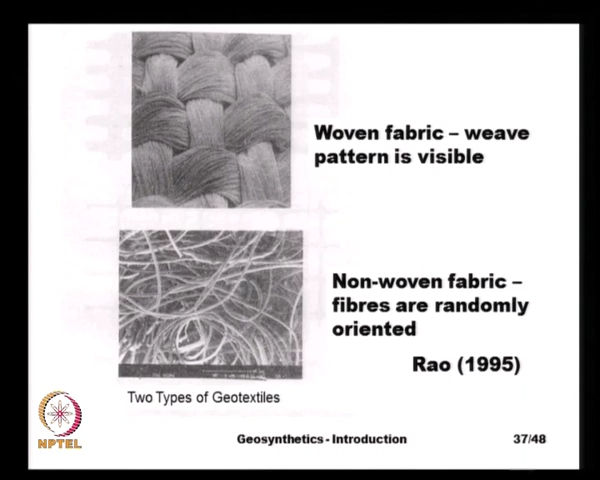 Woven fabric – weave
pattern is visible
Non-woven fabric –
fibres are randomly
oriented
Rao (1995)
Two Types of Geotextiles
NPTEL
Geosynthetics - Introduction
37/48